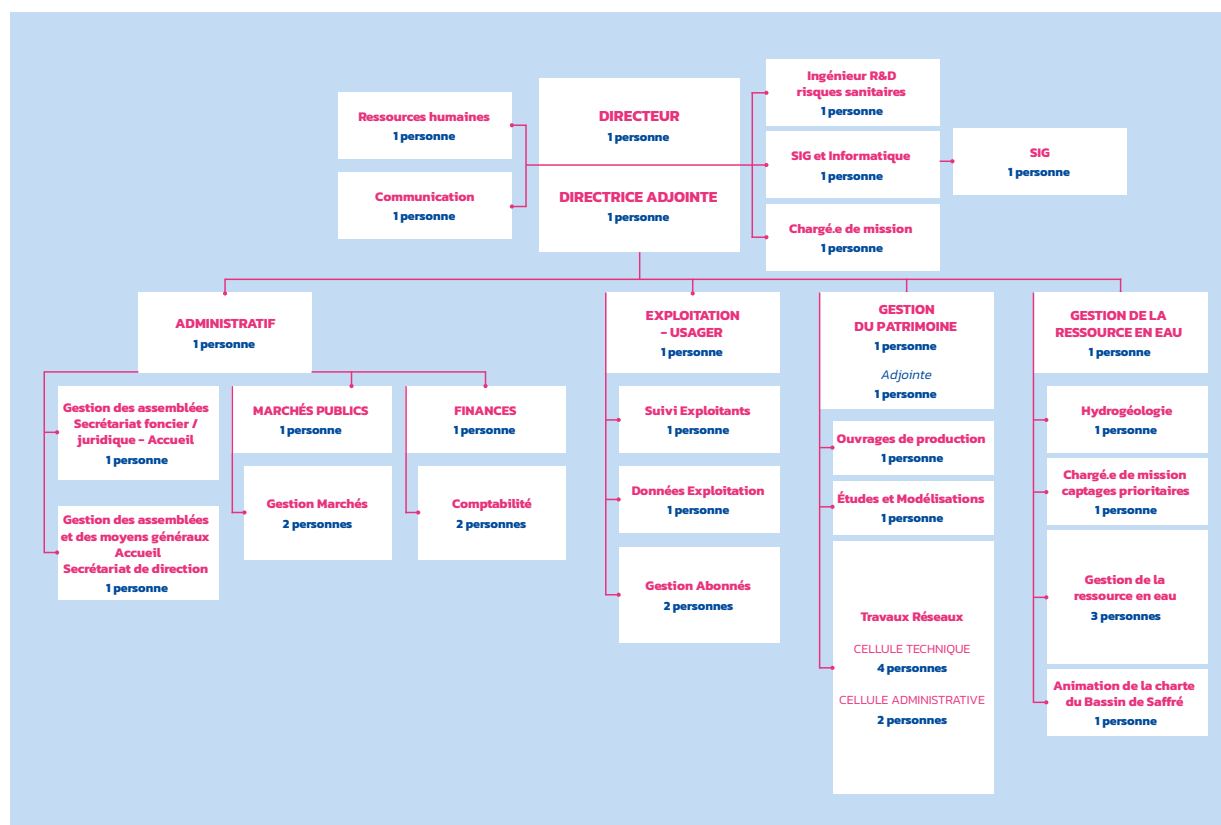 Ressources humaines
1 personne
Communication
1 personne
DIRECTEUR
1 personne
DIRECTRICE ADJOINTE
1 personne
Ingénieur R&D
risques sanitaires
1 personne
SIG et Informatique
1 personne
SIG
1 personne
Chargé.e de mission
1 personne
ADMINISTRATIF
1 personne
Gestion des assemblées
Secrétariat foncier /
juridique – Accueil
1 personne
Gestion des assemblées
et des moyens généraux
Accueil
Secrétariat de direction
1 personne
MARCHÉS PUBLICS
1 personne
Gestion Marchés
2 personnes
FINANCES
1 personne
Comptabilité
2 personnes
EXPLOITATION
- USAGER
1 personne
Suivi Exploitants
1 personne
Données Exploitation
1 personne
Gestion Abonnés
2 personnes
GESTION
DU PATRIMOINE
1 personne
Adjointe
1 personne
Ouvrages de production
1 personne
Études et Modélisations
1 personne
Travaux Réseaux
CELLULE TECHNIQUE
4 personnes
CELLULE ADMINISTRATIVE
2 personnes
GESTION DE LA
RESSOURCE EN EAU
1 personne
Hydrogéologie
1 personne
Chargé.e de mission
captages prioritaires
1 personne
Gestion de la
ressource en eau
3 personnes
Animation de la charte
du Bassin de Saffré
1 personne